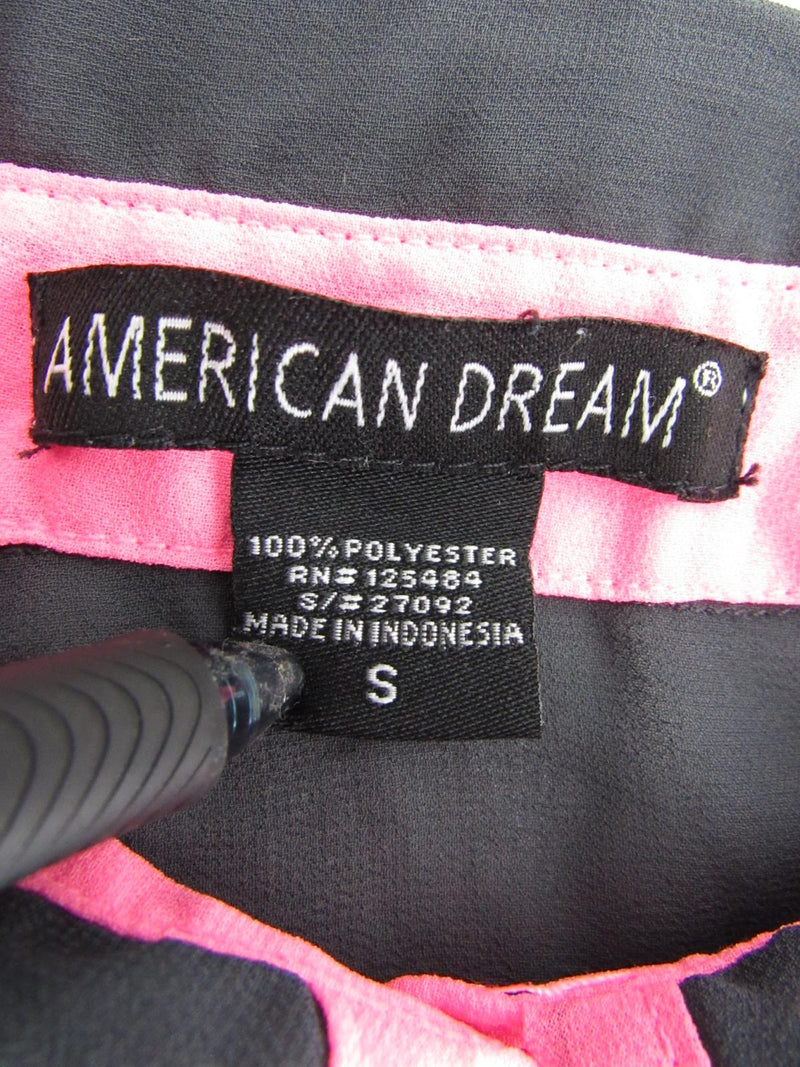 AMERICAN DREAM®
100% POLYESTER
RN# 125484
S/# 27092
MADE IN INDONESIA
S